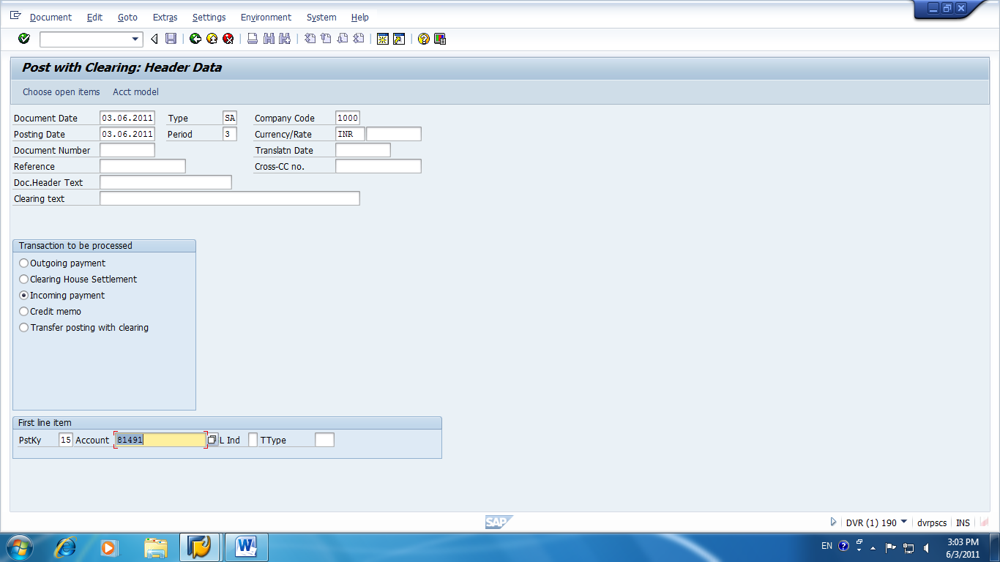 Document Edit Goto Extras Settings Environment System Help
Post with Clearing: Header Data
Choose open items Acct model
Document Date 03.06.2011 Type SA Company Code 1000
Posting Date 03.06.2011 Period 3 Currency/Rate INR
Document Number Translatn Date
Reference Cross-CC no.
Doc.Header Text
Clearing text
Transaction to be processed
Outgoing payment
Clearing House Settlement
Incoming payment
Credit memo
Transfer posting with clearing
First line item
PstKy 15 Account 81491 L Ind TType
SAP DVR (1) 190 dvrpscs INS
EN 3:03 PM
6/3/2011